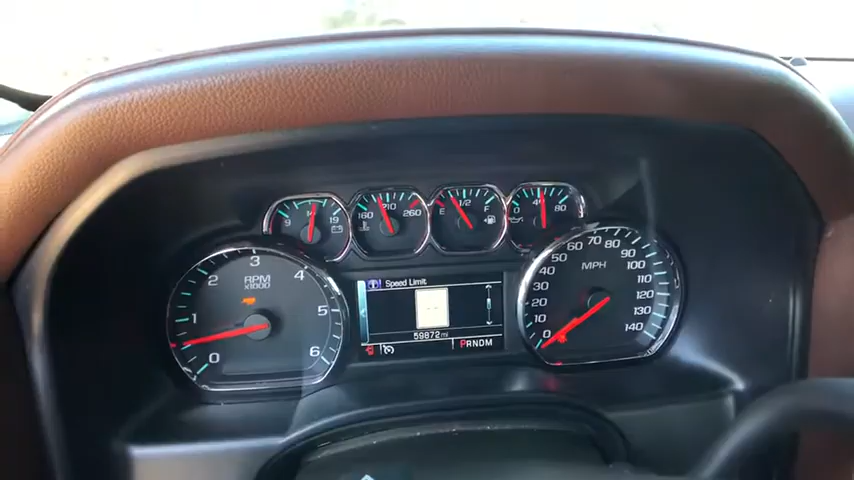 9 14 19
160 210 260
E 1/2 F
0 40 80
RPM
x1000
0 1 2 3 4 5 6
Speed Limit
--
59872 mi
PRNDM
MPH
0 10 20 30 40 50 60 70 80 90 100 110 120 130 140